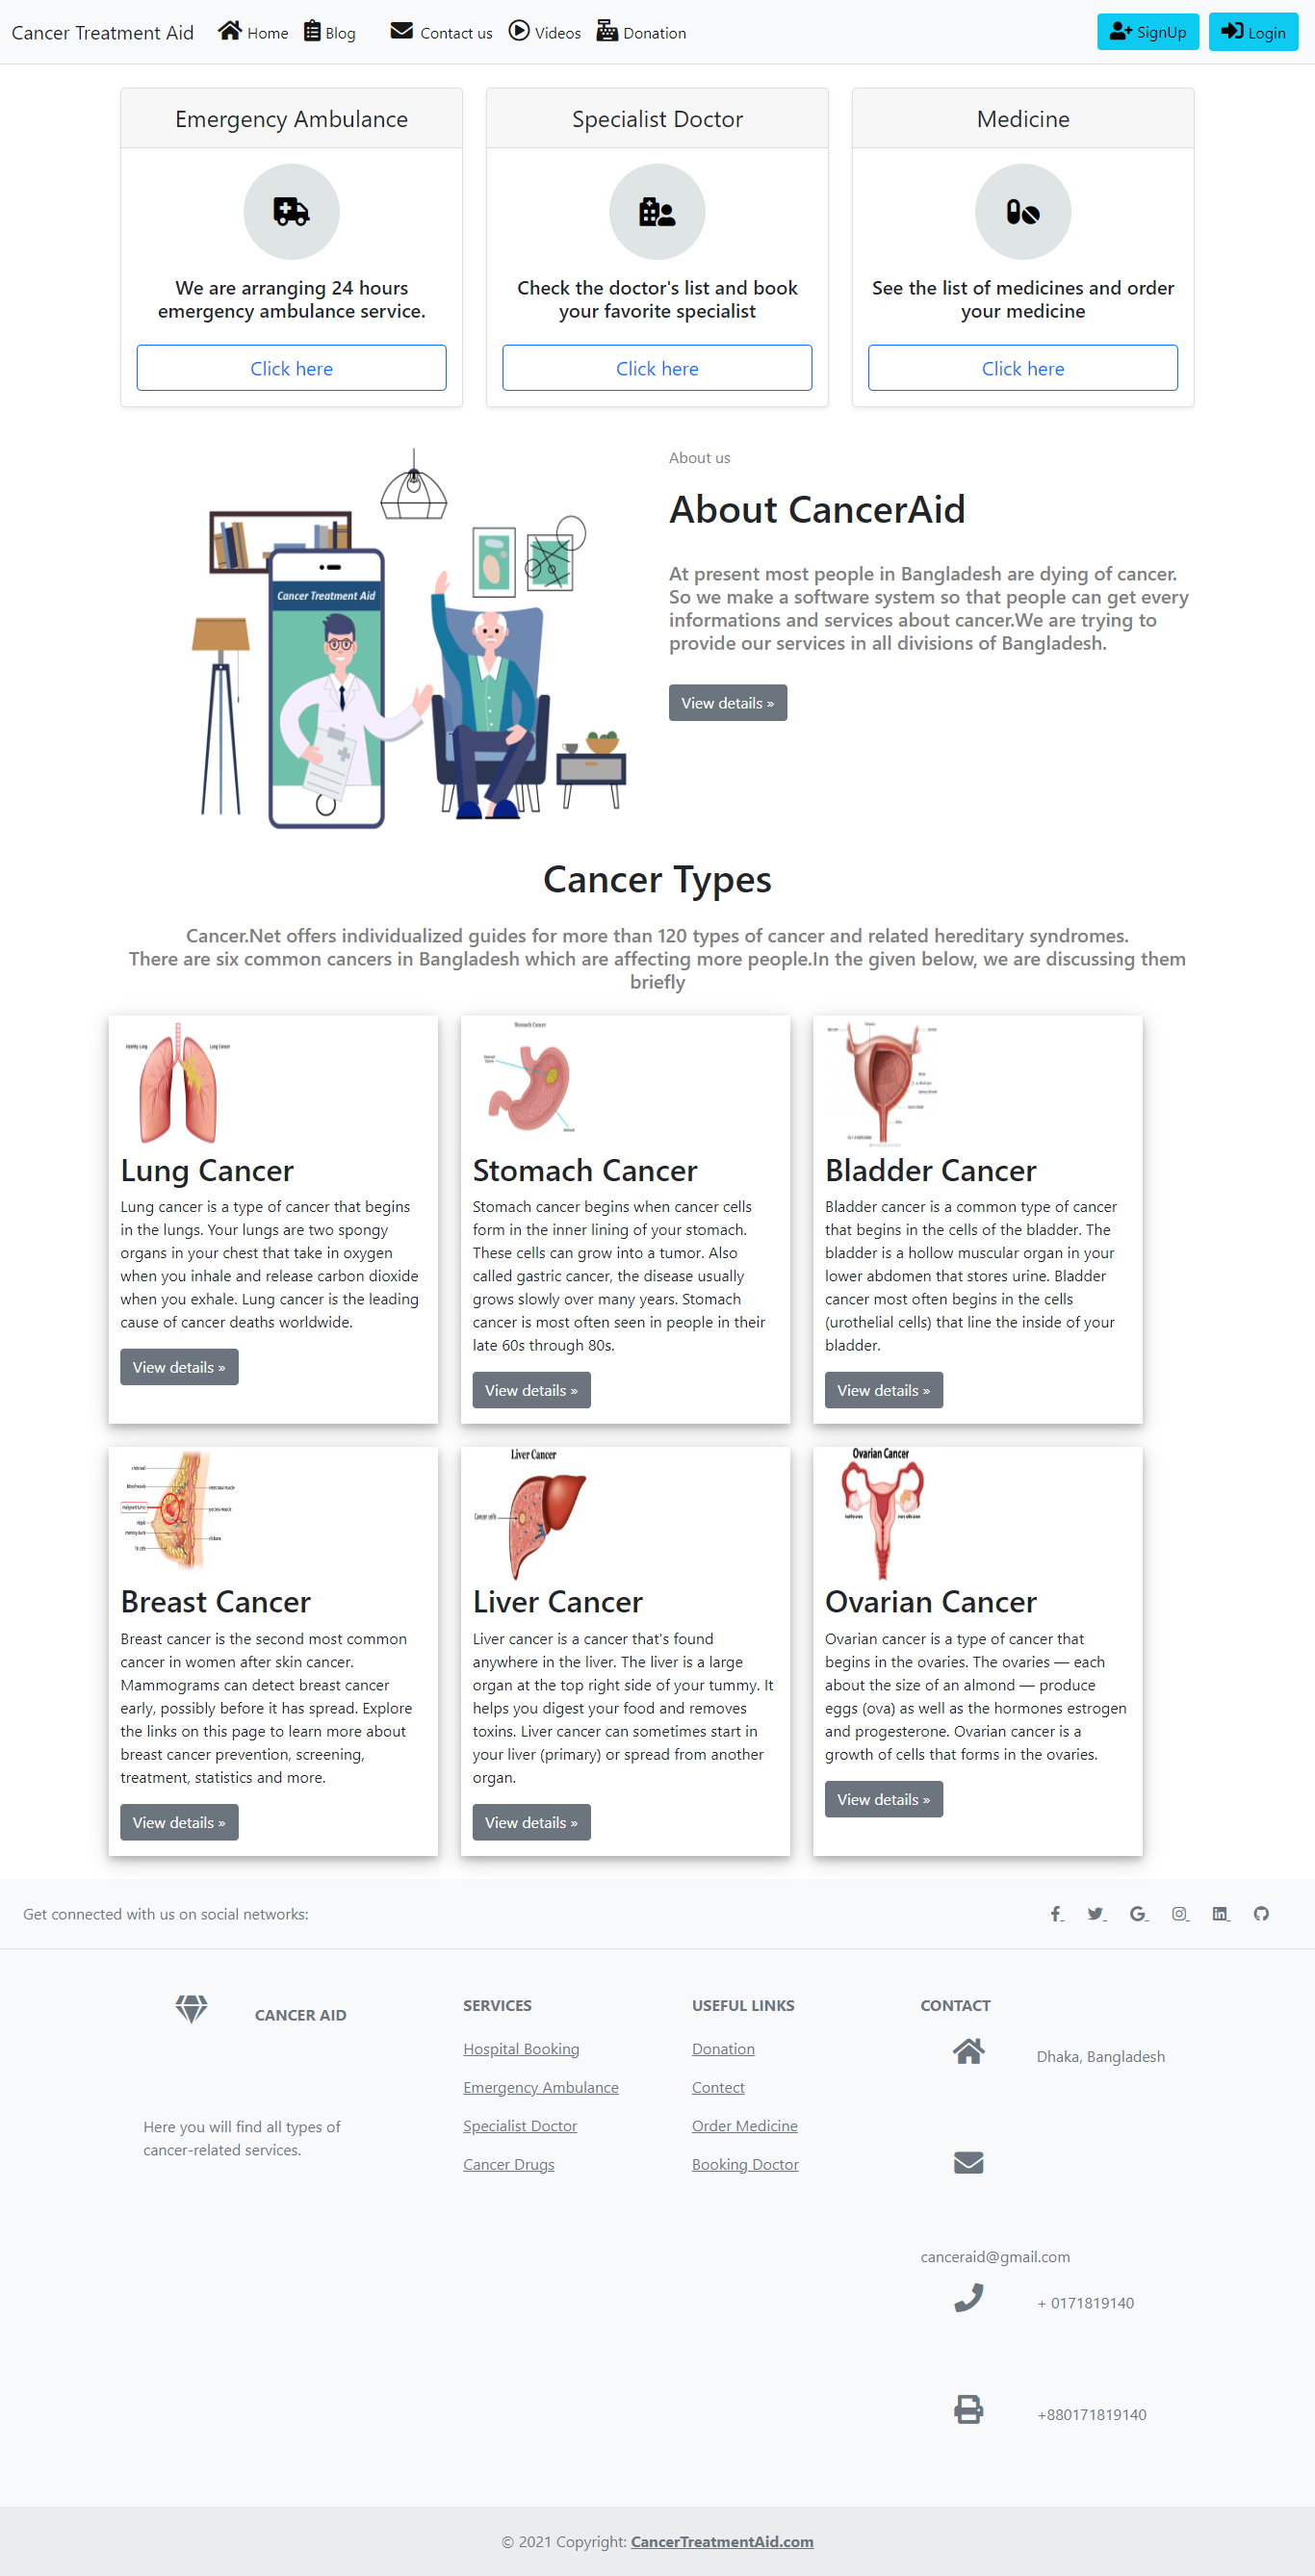 Cancer Treatment Aid
Home
Blog
Contact us
Videos
Donation
SignUp
Login
Emergency Ambulance
We are arranging 24 hours
emergency ambulance service.
Click here
Specialist Doctor
Check the doctor's list and book
your favorite specialist
Click here
Medicine
See the list of medicines and order
your medicine
Click here
Cancer Treatment Aid
About us
About CancerAid
At present most people in Bangladesh are dying of cancer.
So we make a software system so that people can get every
informations and services about cancer.We are trying to
provide our services in all divisions of Bangladesh.
View details »
Cancer Types
Cancer.Net offers individualized guides for more than 120 types of cancer and related hereditary syndromes.
There are six common cancers in Bangladesh which are affecting more people.In the given below, we are discussing them
briefly
Healthy Lung
Lung Cancer
Lung Cancer
Lung cancer is a type of cancer that begins
in the lungs. Your lungs are two spongy
organs in your chest that take in oxygen
when you inhale and release carbon dioxide
when you exhale. Lung cancer is the leading
cause of cancer deaths worldwide.
View details »
Stomach Cancer
Stomach
Cancer
Stomach
Stomach Cancer
Stomach cancer begins when cancer cells
form in the inner lining of your stomach.
These cells can grow into a tumor. Also
called gastric cancer, the disease usually
grows slowly over many years. Stomach
cancer is most often seen in people in their
late 60s through 80s.
View details »
Bladder Cancer
Bladder cancer is a common type of cancer
that begins in the cells of the bladder. The
bladder is a hollow muscular organ in your
lower abdomen that stores urine. Bladder
cancer most often begins in the cells
(urothelial cells) that line the inside of your
bladder.
View details »
Breast Cancer
Breast cancer is the second most common
cancer in women after skin cancer.
Mammograms can detect breast cancer
early, possibly before it has spread. Explore
the links on this page to learn more about
breast cancer prevention, screening,
treatment, statistics and more.
View details »
Liver Cancer
Cancer cells
Liver Cancer
Liver cancer is a cancer that's found
anywhere in the liver. The liver is a large
organ at the top right side of your tummy. It
helps you digest your food and removes
toxins. Liver cancer can sometimes start in
your liver (primary) or spread from another
organ.
View details »
Ovarian Cancer
Ovarian Cancer
Ovarian cancer is a type of cancer that
begins in the ovaries. The ovaries — each
about the size of an almond — produce
eggs (ova) as well as the hormones estrogen
and progesterone. Ovarian cancer is a
growth of cells that forms in the ovaries.
View details »
Get connected with us on social networks:
CANCER AID
Here you will find all types of
cancer-related services.
SERVICES
Hospital Booking
Emergency Ambulance
Specialist Doctor
Cancer Drugs
USEFUL LINKS
Donation
Contect
Order Medicine
Booking Doctor
CONTACT
Dhaka, Bangladesh
canceraid@gmail.com
+ 0171819140
+880171819140
© 2021 Copyright: CancerTreatmentAid.com